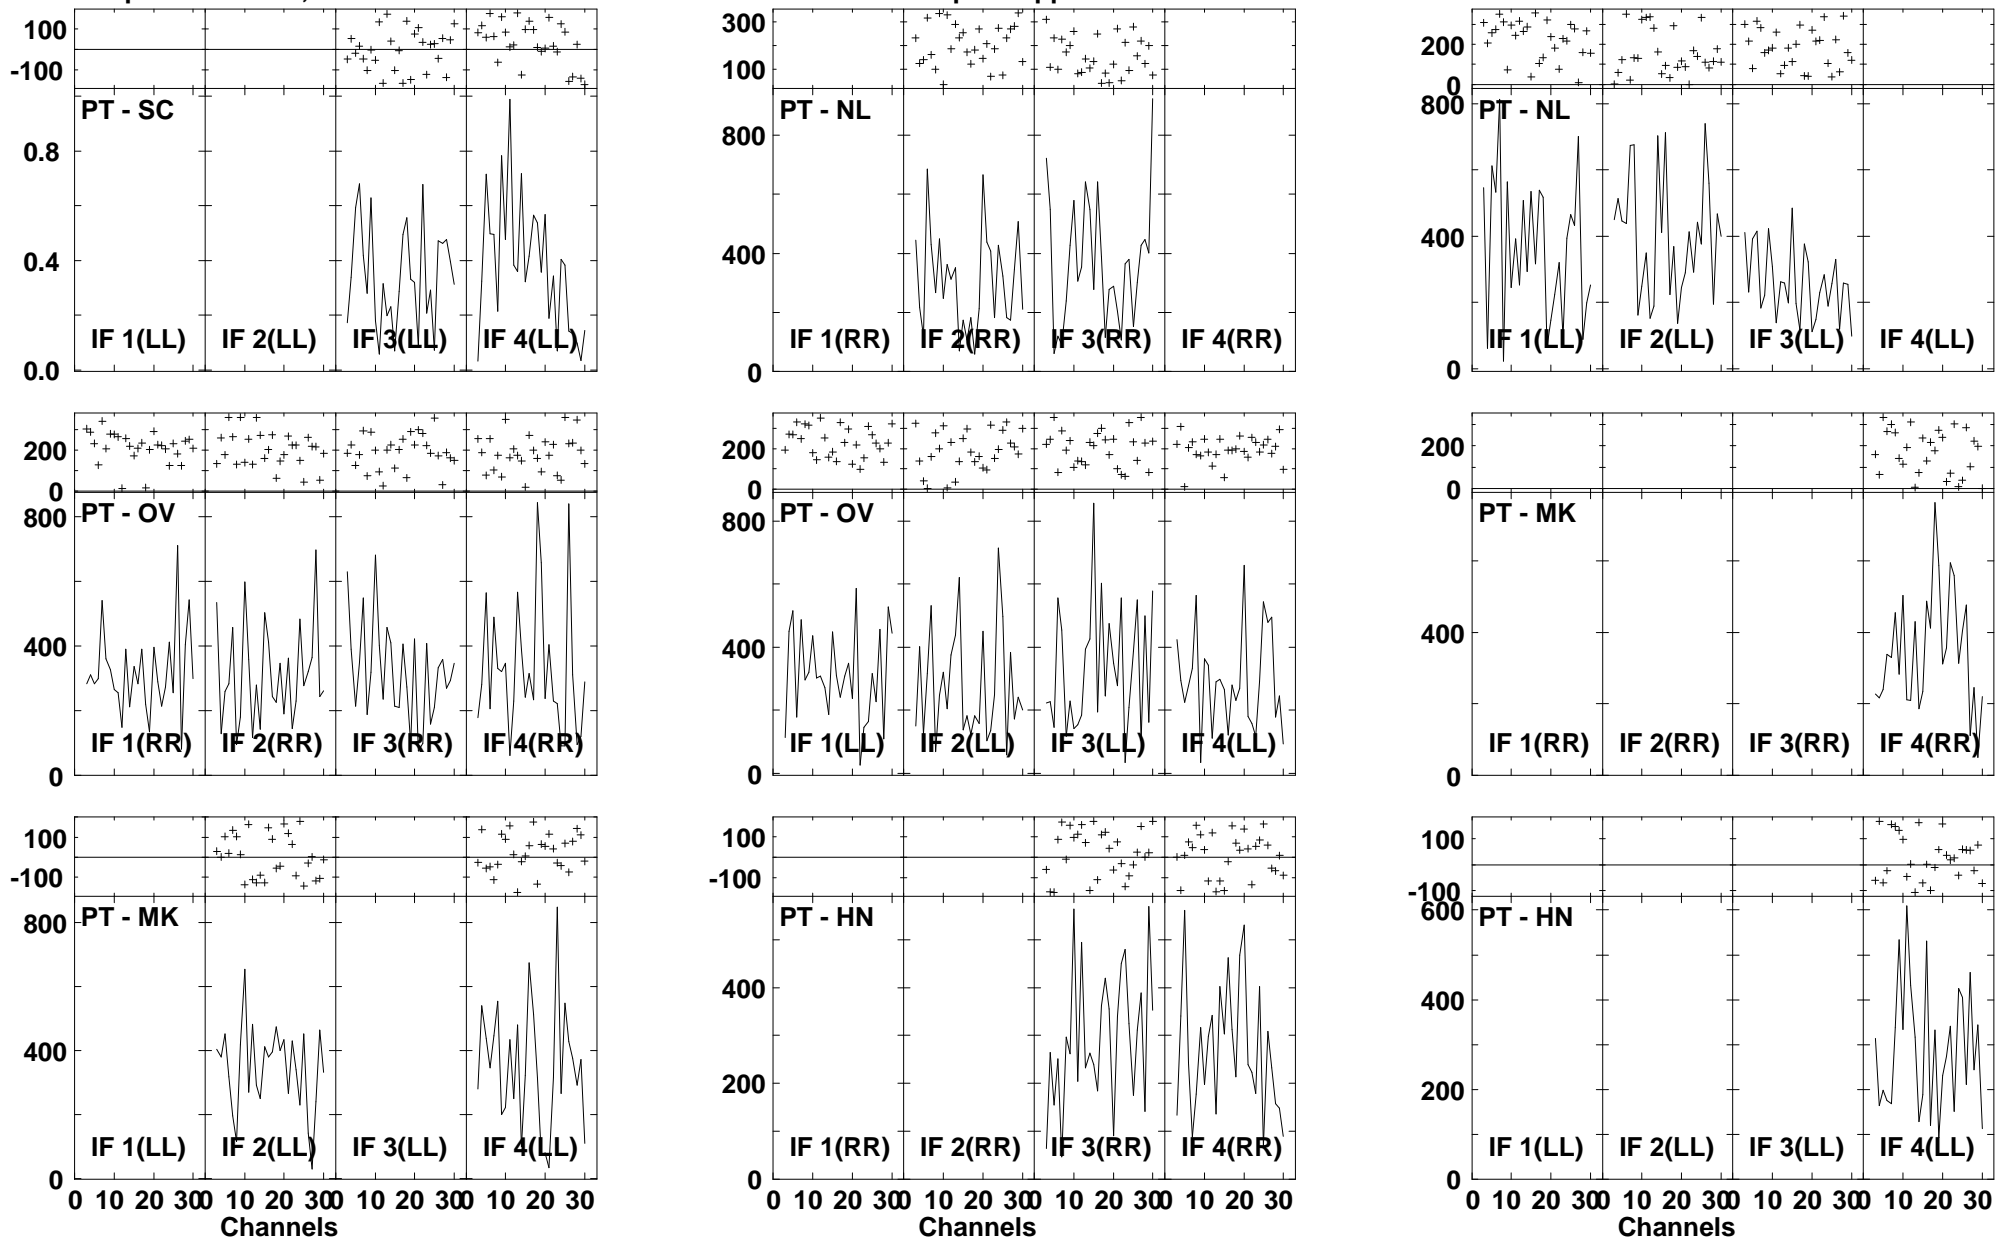 100 300 200
-100 100 0
PT - SC PT - NL PT - NL
0.8 800 800
0.4 400 400
0.0 0 0
IF 1(LL) IF 2(LL) IF 3(LL) IF 4(LL) IF 1(RR) IF 2(RR) IF 3(RR) IF 4(RR) IF 1(LL) IF 2(LL) IF 3(LL) IF 4(LL)
200 200 200
0 0 0
PT - OV PT - OV PT - MK
800 800
400 400 400
0 0 0
IF 1(RR) IF 2(RR) IF 3(RR) IF 4(RR) IF 1(LL) IF 2(LL) IF 3(LL) IF 4(LL) IF 1(RR) IF 2(RR) IF 3(RR) IF 4(RR)
100 100 100
-100 -100 -100
PT - MK PT - HN PT - HN
800 600
400 400 400
200 200
0 0 0
IF 1(LL) IF 2(LL) IF 3(LL) IF 4(LL) IF 1(RR) IF 2(RR) IF 3(RR) IF 4(RR) IF 1(LL) IF 2(LL) IF 3(LL) IF 4(LL)
0 10 20 30 0 10 20 30 0 10 20 30 0 10 20 30 0 10 20 30 0 10 20 30 0 10 20 30 0 10 20 30 0 10 20 30 0 10 20 30 0 10 20 30 0 10 20 30
Channels Channels Channels